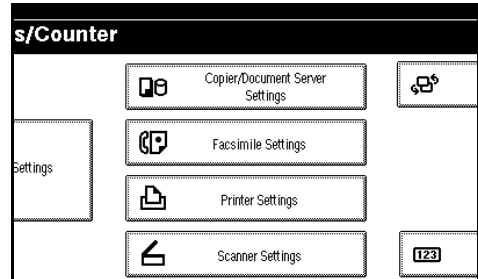 s/Counter
Copier/Document Server
Settings
Facsimile Settings
Settings
Printer Settings
Scanner Settings
123